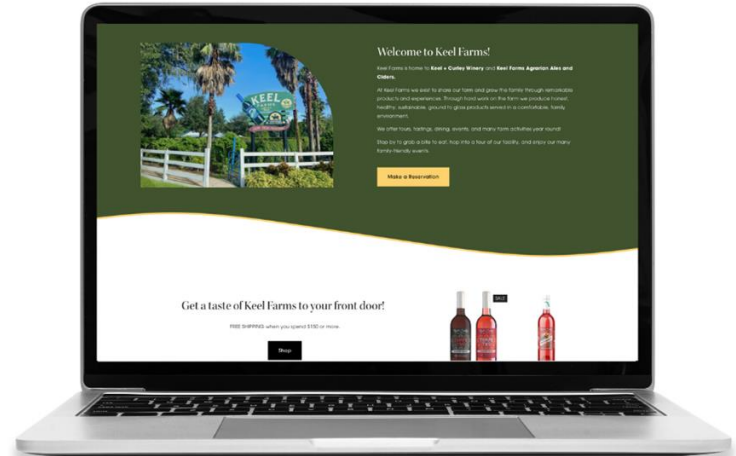 Welcome to Keel Farms!
Keel Farms is home to Keel + Curley Winery and Keel Farms Agrarian Ales and
Ciders.
At Keel Farms we exist to share our farm and grow the family through remarkable
products and experiences. Through hard work on the farm we produce honest,
healthy, sustainable, ground to glass products served in a comfortable, family
environment.
We offer tours, tastings, dining, events, and many farm activities year round!
Stop by to grab a bite to eat, hop into a tour of our facility, and enjoy our many
family-friendly events.
Make a Reservation
KEEL
FARMS
Get a taste of Keel Farms to your front door!
FREE SHIPPING when you spend $150 or more.
Shop
SALE